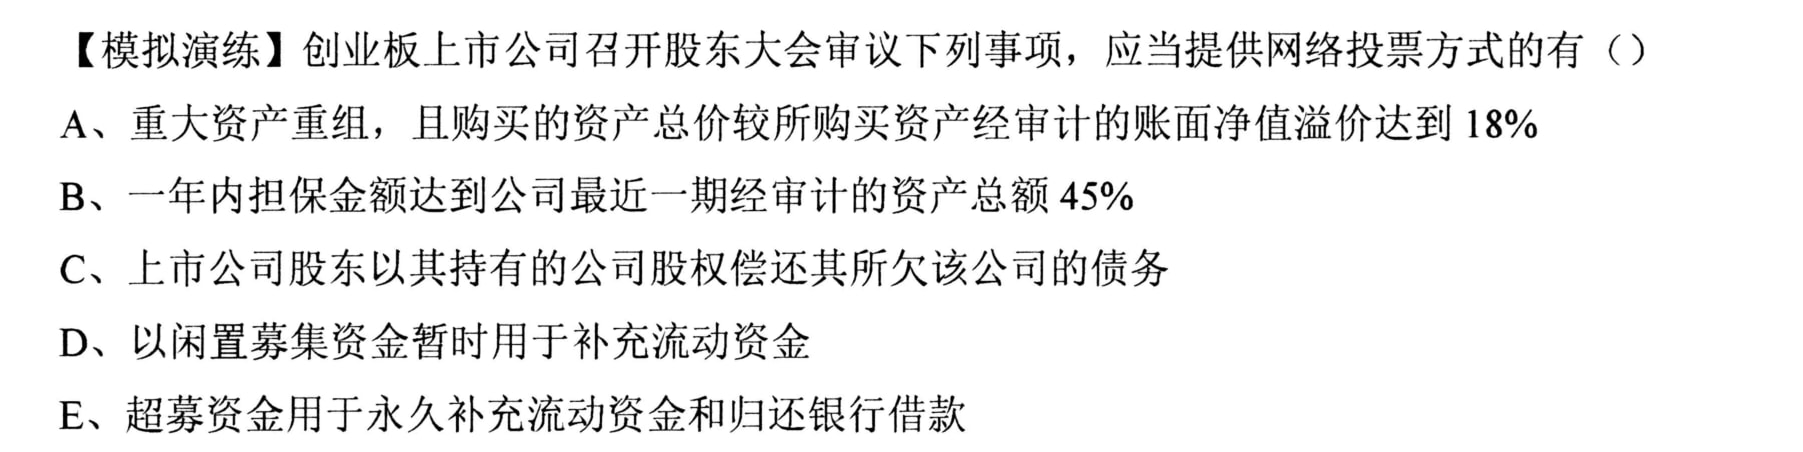 【模拟演练】创业板上市公司召开股东大会审议下列事项，应当提供网络投票方式的有（）
A、重大资产重组，且购买的资产总价较所购买资产经审计的账面净值溢价达到 18%
B、一年内担保金额达到公司最近一期经审计的资产总额 45%
C、上市公司股东以其持有的公司股权偿还其所欠该公司的债务
D、以闲置募集资金暂时用于补充流动资金
E、超募资金用于永久补充流动资金和归还银行借款